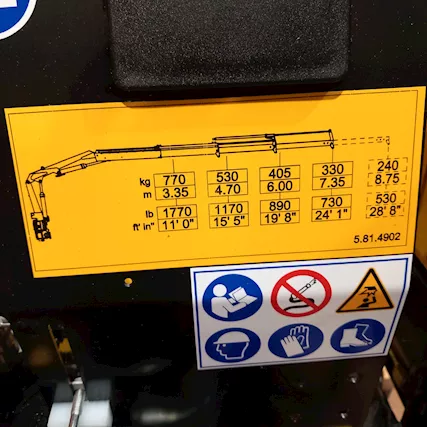 kg 770 530 405 330 240
m 3.35 4.70 6.00 7.35 8.75
lb 1770 1170 890 730 530
ft' in" 11' 0" 15' 5" 19' 8" 24' 1" 28' 8"
5.81.4902